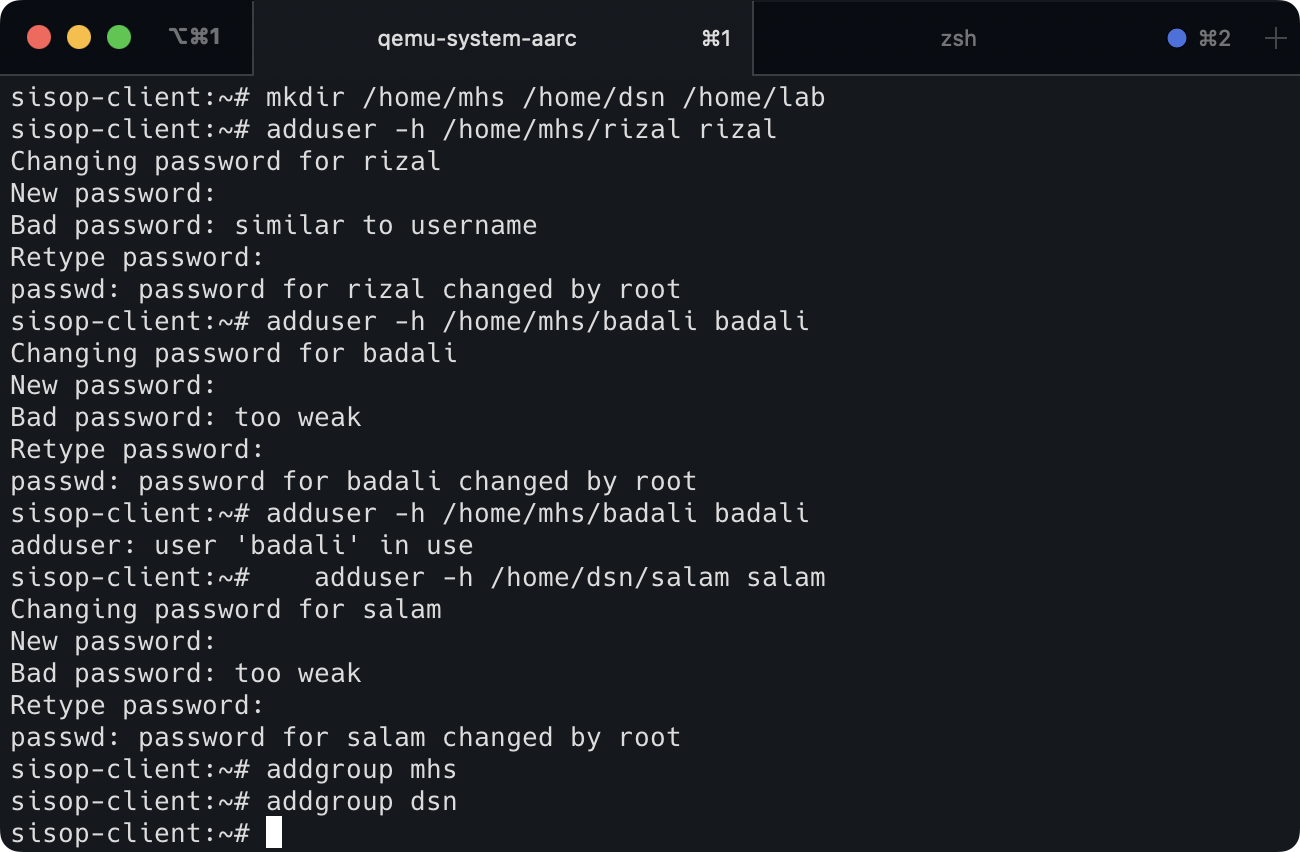 ⌥⌘1 qemu-system-aarc ⌘1 zsh ⌘2
sisop-client:~# mkdir /home/mhs /home/dsn /home/lab
sisop-client:~# adduser -h /home/mhs/rizal rizal
Changing password for rizal
New password:
Bad password: similar to username
Retype password:
passwd: password for rizal changed by root
sisop-client:~# adduser -h /home/mhs/badali badali
Changing password for badali
New password:
Bad password: too weak
Retype password:
passwd: password for badali changed by root
sisop-client:~# adduser -h /home/mhs/badali badali
adduser: user 'badali' in use
sisop-client:~#    adduser -h /home/dsn/salam salam
Changing password for salam
New password:
Bad password: too weak
Retype password:
passwd: password for salam changed by root
sisop-client:~# addgroup mhs
sisop-client:~# addgroup dsn
sisop-client:~#